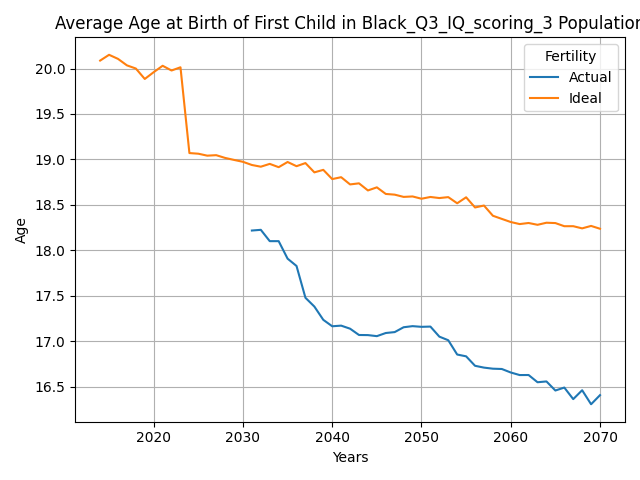 Average Age at Birth of First Child in Black_Q3_IQ_scoring_3 Population
Fertility
Actual
Ideal
20.0
19.5
19.0
18.5
18.0
17.5
17.0
16.5
Age
2020
2030
2040
2050
2060
2070
Years